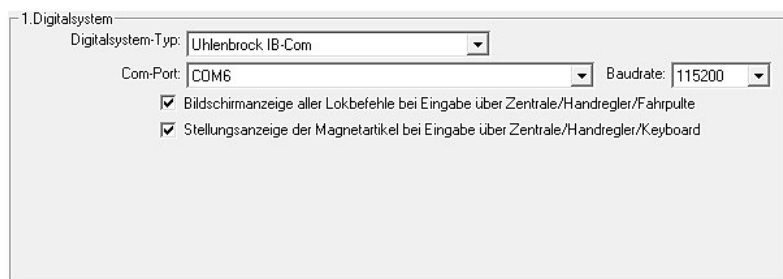 1.Digitalsystem
Digitalsystem-Typ: Uhlenbrock IB-Com
Com-Port: COM6 Baudrate: 115200
Bildschirmanzeige aller Lokbefehle bei Eingabe über Zentrale/Handregler/Fahrpulte
Stellungsanzeige der Magnetartikel bei Eingabe über Zentrale/Handregler/Keyboard